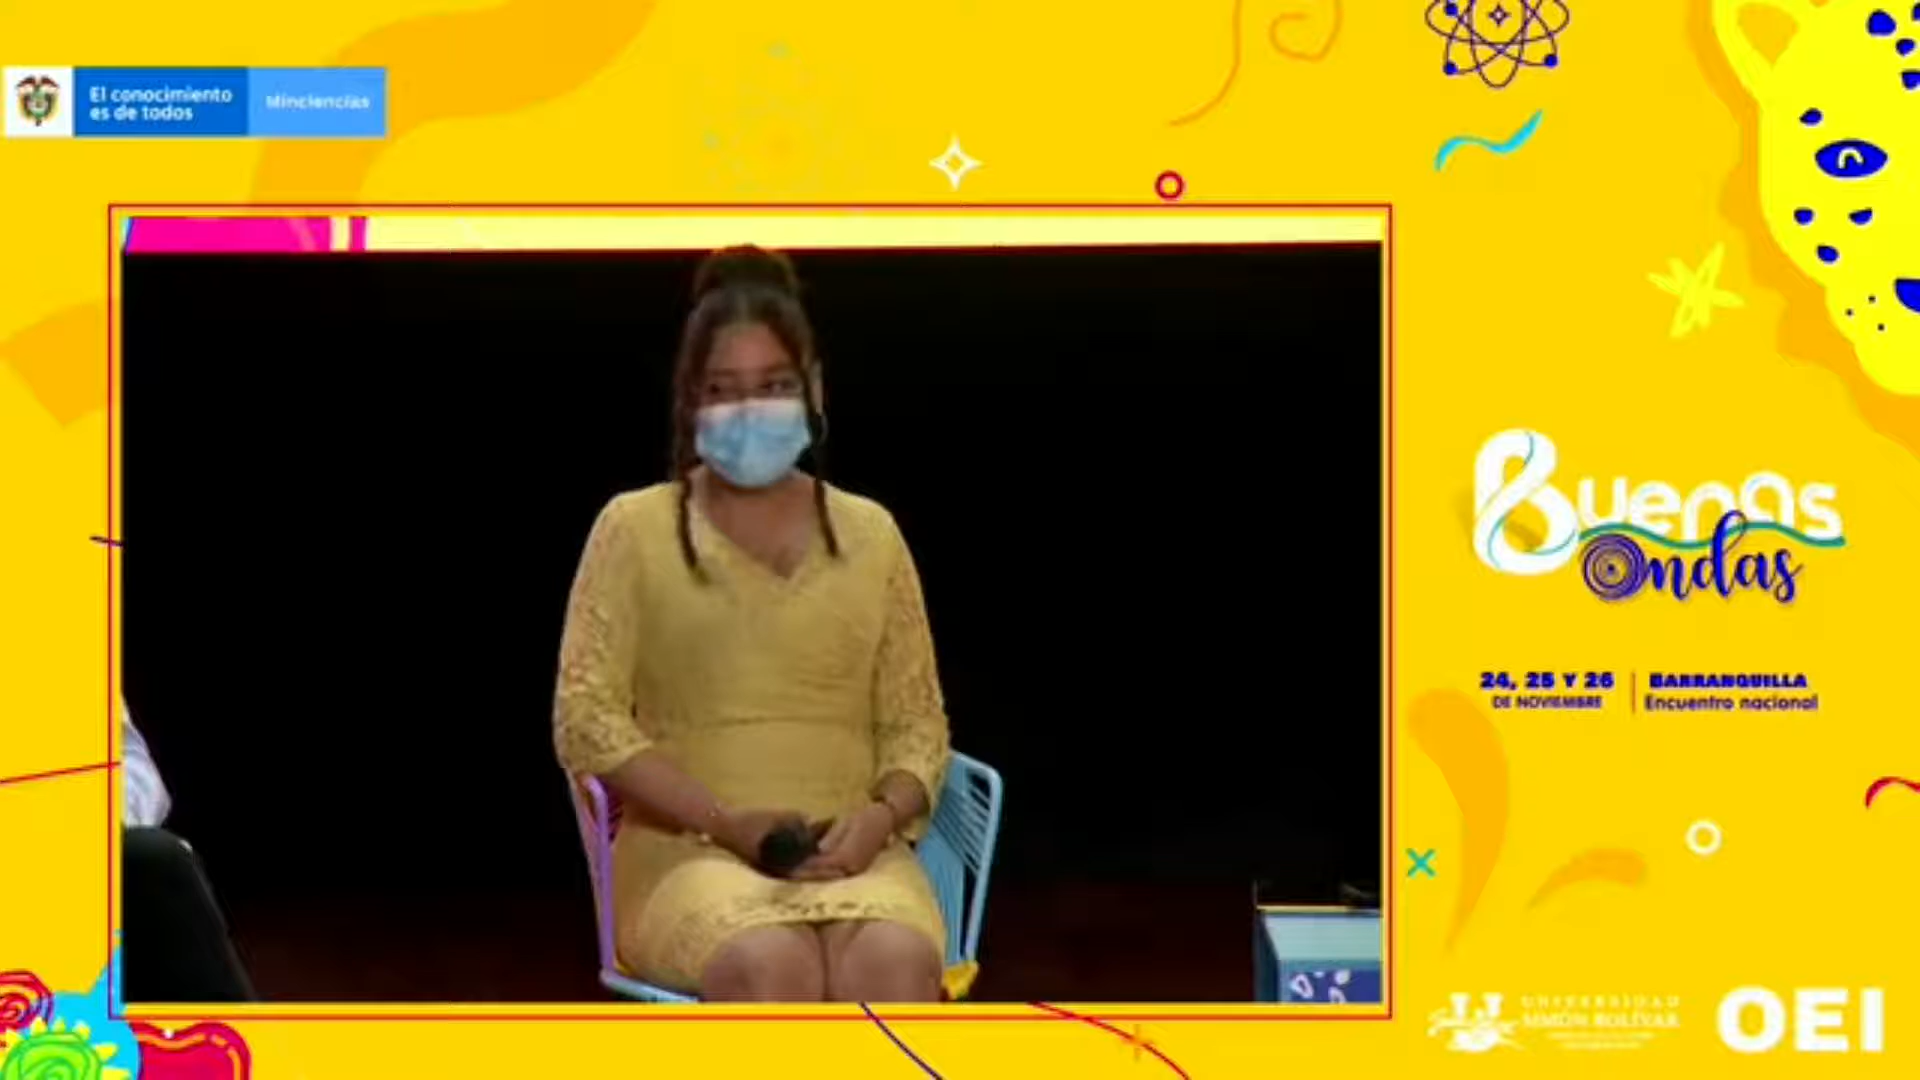 El conocimiento
es de todos
Minciencias
Buenas
Ondas
24, 25 Y 26
DE NOVIEMBRE
BARRANQUILLA
Encuentro nacional
UNIVERSIDAD
SIMÓN BOLÍVAR
OEI